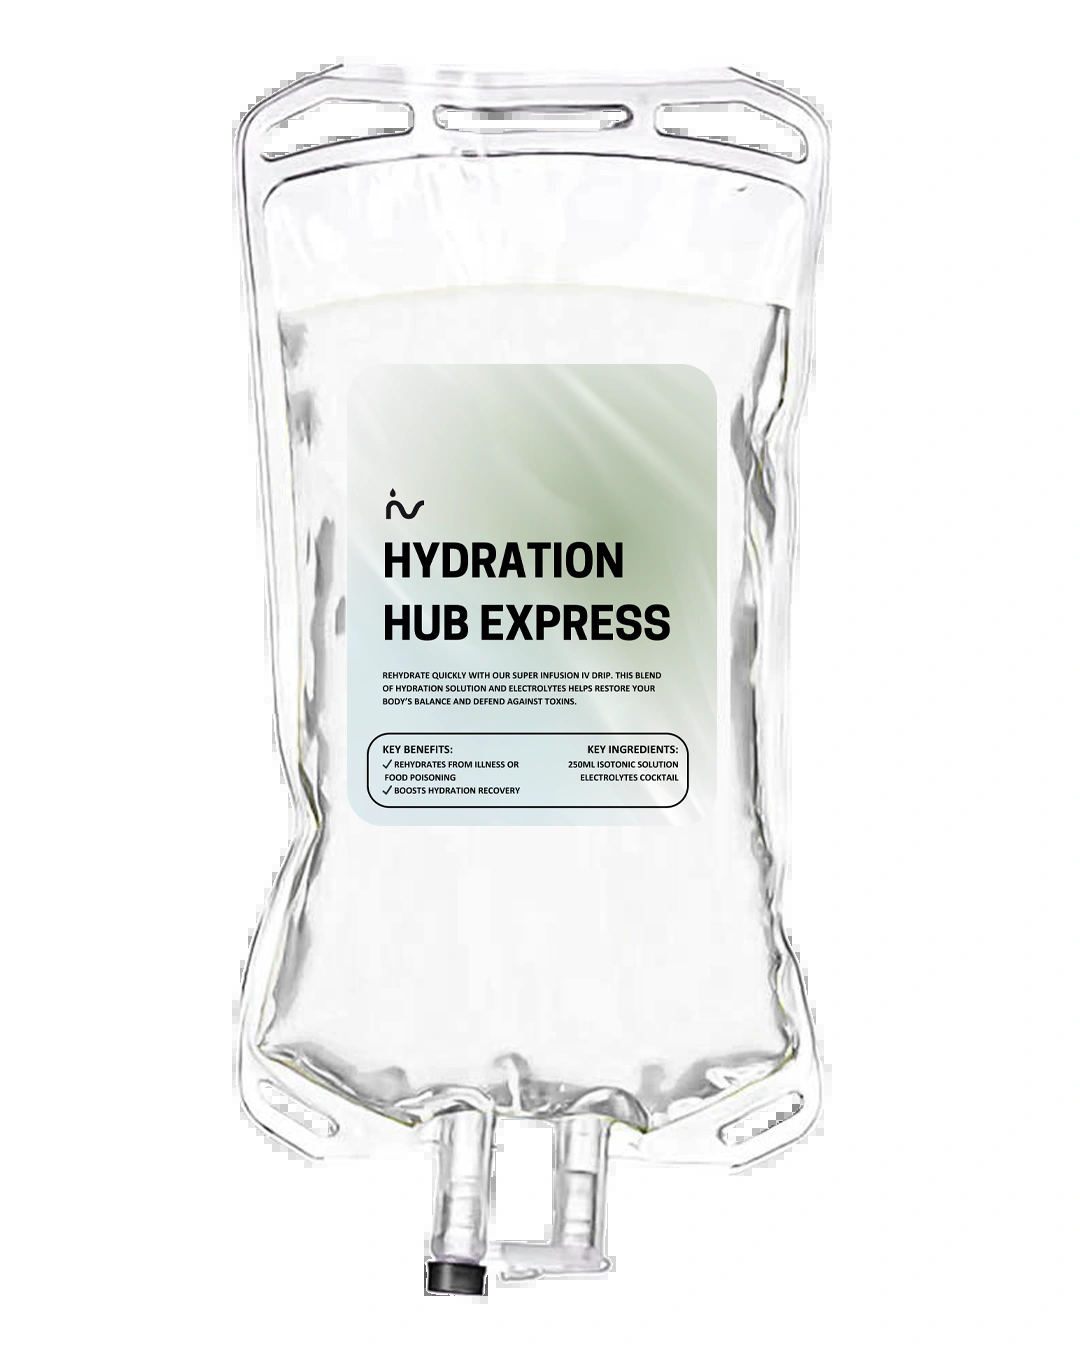 iv
HYDRATION
HUB EXPRESS
REHYDRATE QUICKLY WITH OUR SUPER INFUSION IV DRIP. THIS BLEND
OF HYDRATION SOLUTION AND ELECTROLYTES HELPS RESTORE YOUR
BODY'S BALANCE AND DEFEND AGAINST TOXINS.
KEY BENEFITS:
✓ REHYDRATES FROM ILLNESS OR
FOOD POISONING
✓ BOOSTS HYDRATION RECOVERY
KEY INGREDIENTS:
250ML ISOTONIC SOLUTION
ELECTROLYTES COCKTAIL